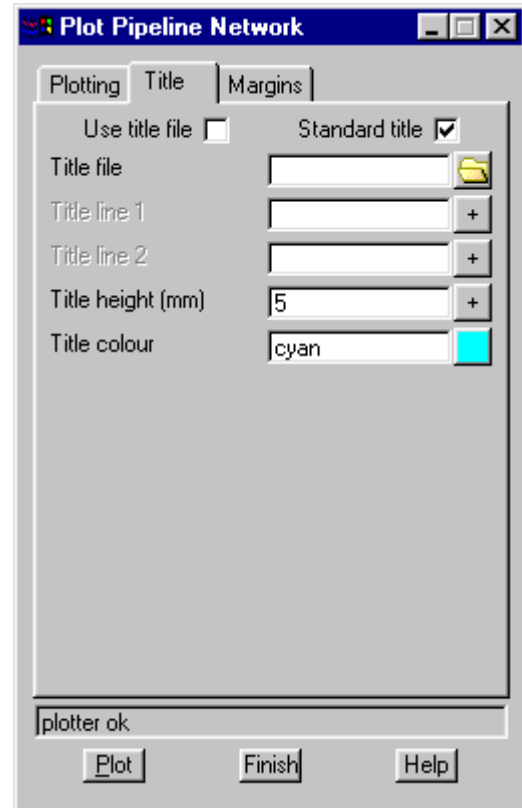 Plot Pipeline Network
Plotting Title Margins
Use title file Standard title
Title file
Title line 1 +
Title line 2 +
Title height (mm) 5 +
Title colour cyan
plotter ok
Plot Finish Help